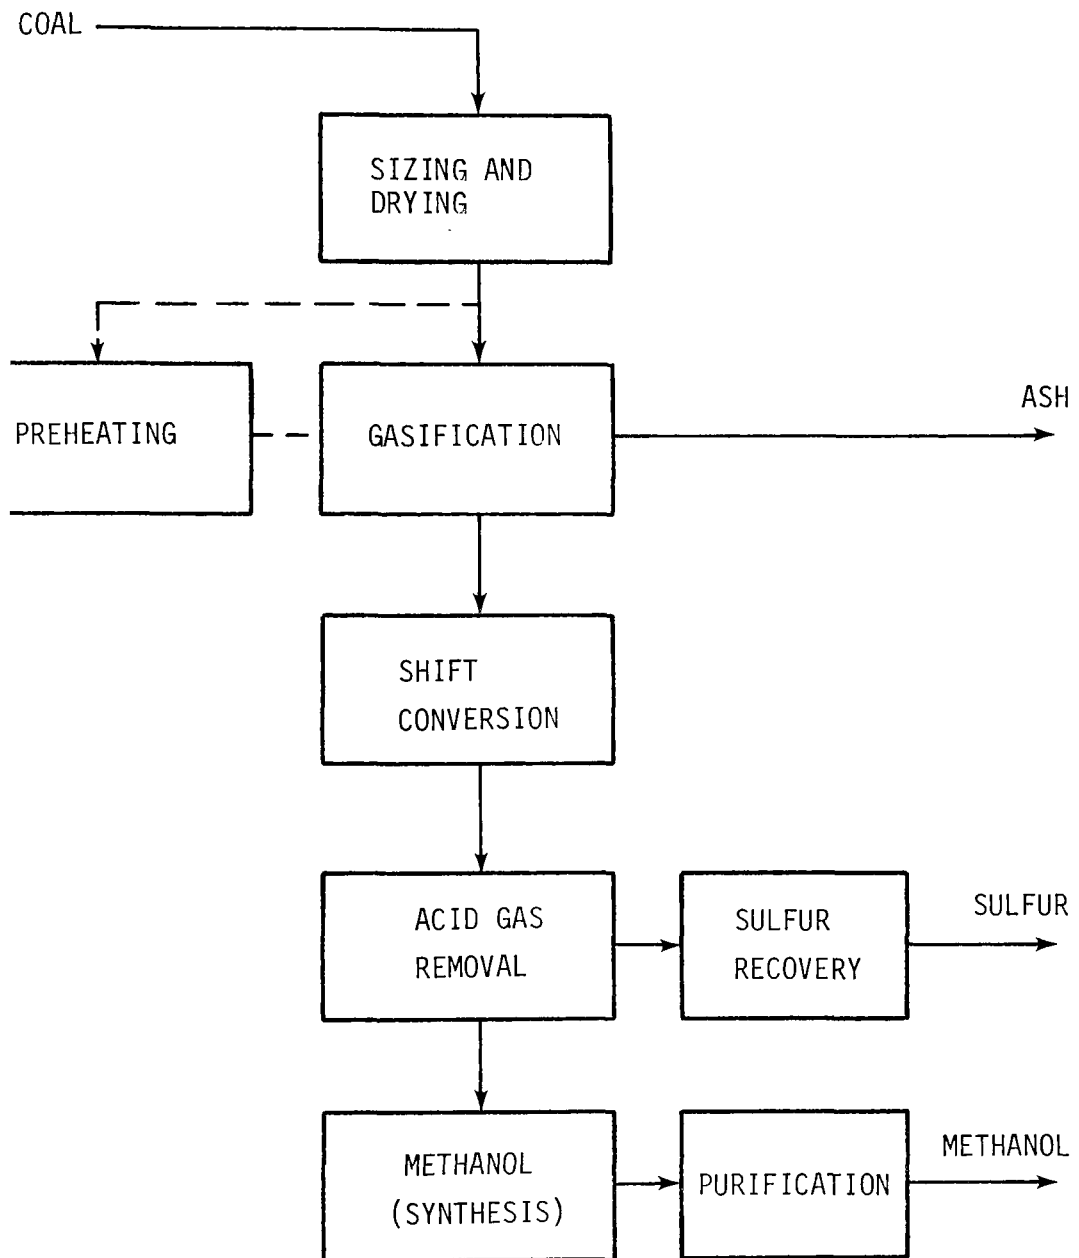 COAL
SIZING AND
DRYING
PREHEATING
GASIFICATION
ASH
SHIFT
CONVERSION
ACID GAS
REMOVAL
SULFUR
RECOVERY
SULFUR
METHANOL
(SYNTHESIS)
PURIFICATION
METHANOL